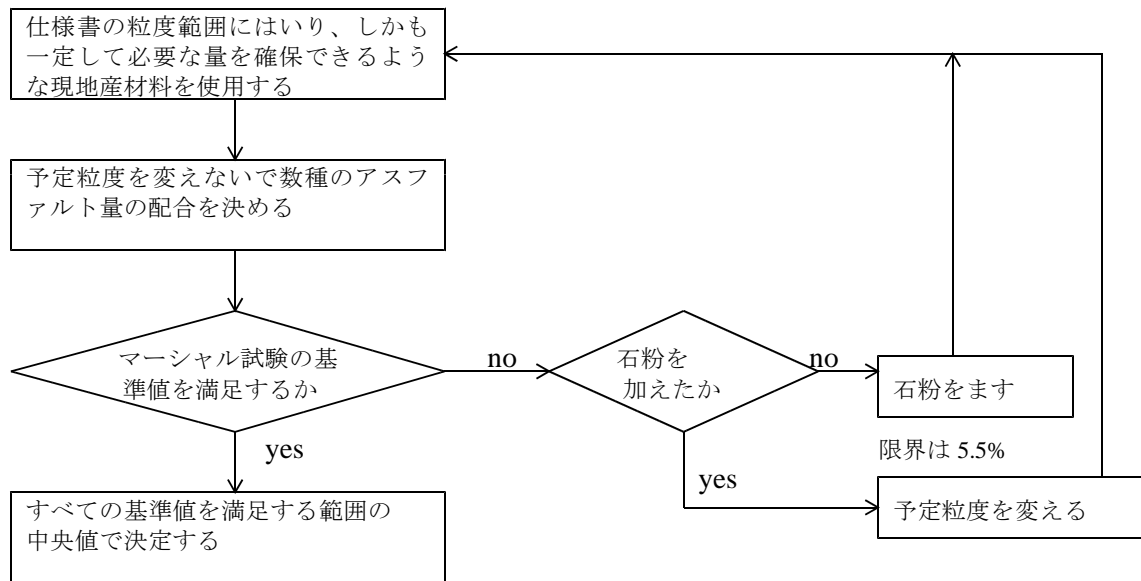 仕様書の粒度範囲にはいり、しかも
一定して必要な量を確保できるよう
な現地産材料を使用する
予定粒度を変えないで数種のアスフ
ァルト量の配合を決める
マーシャル試験の基
準値を満足するか
no
石粉を
加えたか
no
石粉をます
限界は 5.5%
yes
yes
予定粒度を変える
すべての基準値を満足する範囲の
中央値で決定する